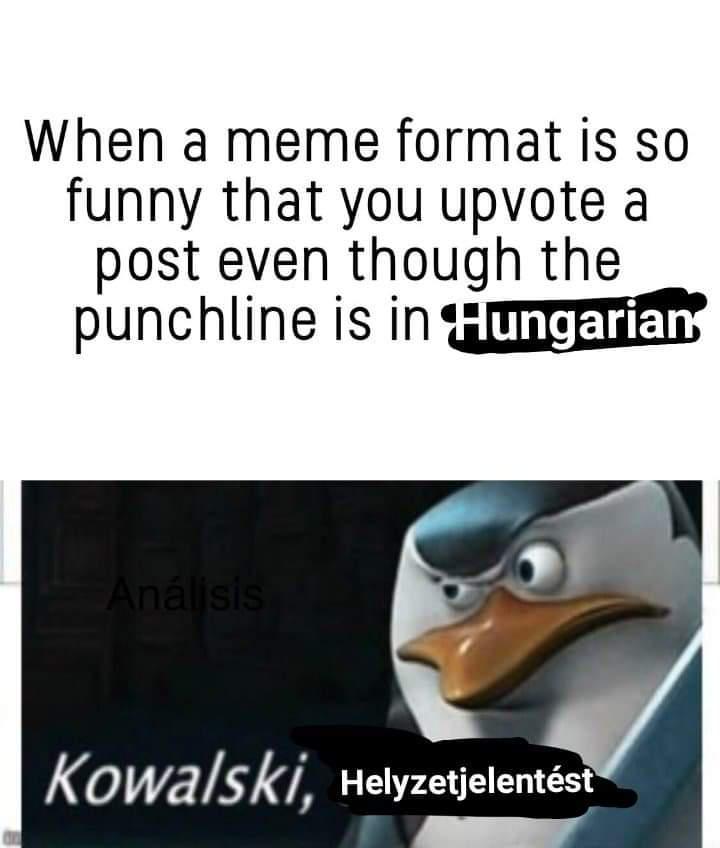 When a meme format is so
funny that you upvote a
post even though the
punchline is in Hungarian
Análisis
Kowalski, Helyzetjelentést